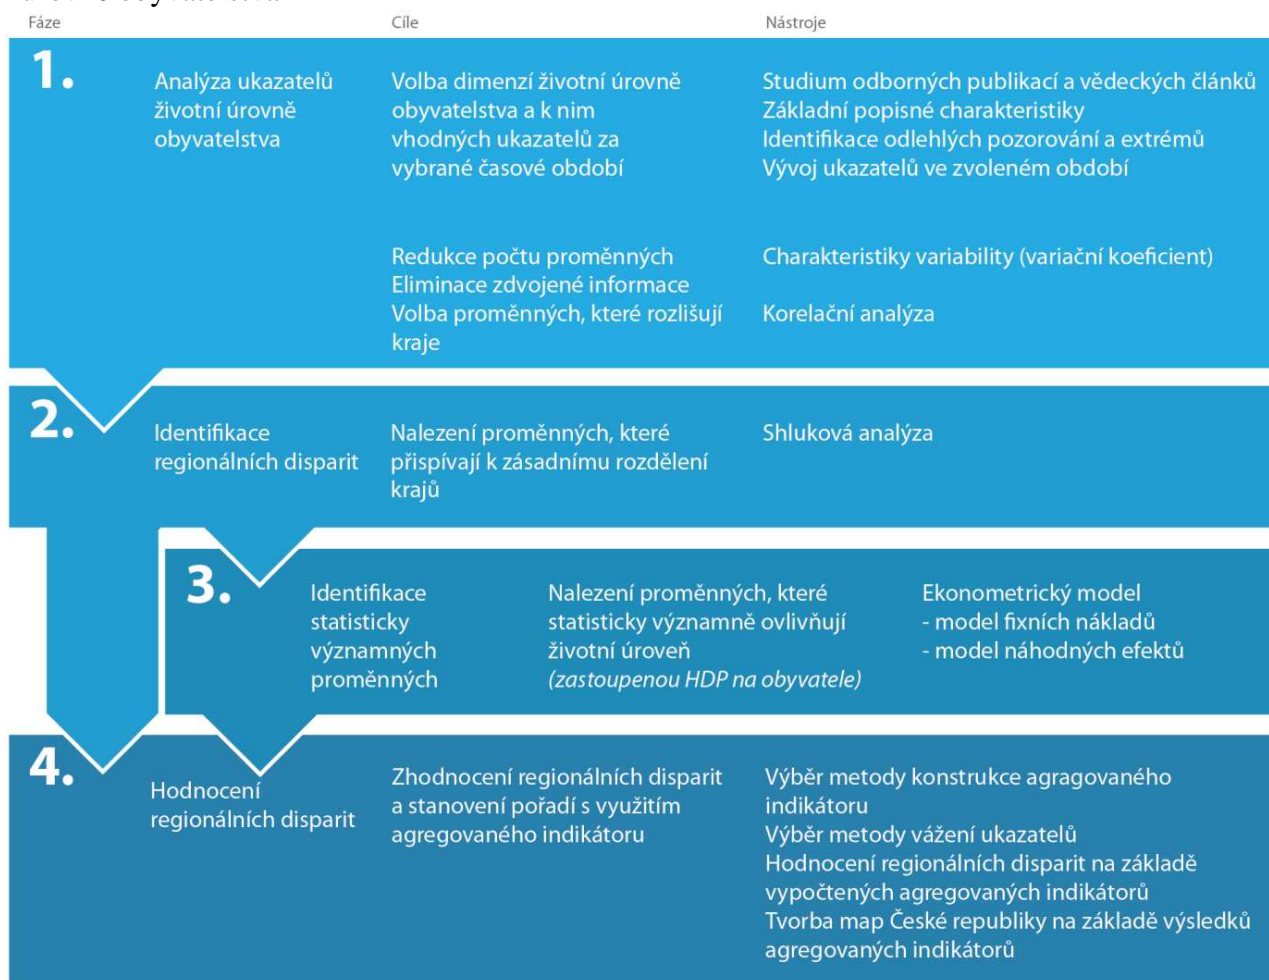 Fáze
Cíle
Nástroje
1.
Analýza ukazatelů
životní úrovně
obyvatelstva
Volba dimenzí životní úrovně
obyvatelstva a k nim
vhodných ukazatelů za
vybrané časové období
Studium odborných publikací a vědeckých článků
Základní popisné charakteristiky
Identifikace odlehlých pozorování a extrémů
Vývoj ukazatelů ve zvoleném období
Redukce počtu proměnných
Eliminace zdvojené informace
Volba proměnných, které rozlišují
kraje
Charakteristiky variability (variační koeficient)
Korelační analýza
2.
Identifikace
regionálních disparit
Nalezení proměnných, které
přispívají k zásadnímu rozdělení
krajů
Shluková analýza
3.
Identifikace
statisticky
významných
proměnných
Nalezení proměnných, které
statisticky významně ovlivňují
životní úroveň
(zastoupenou HDP na obyvatele)
Ekonometrický model
- model fixních nákladů
- model náhodných efektů
4.
Hodnocení
regionálních disparit
Zhodnocení regionálních disparit
a stanovení pořadí s využitím
agregovaného indikátoru
Výběr metody konstrukce agragovaného
indikátoru
Výběr metody vážení ukazatelů
Hodnocení regionálních disparit na základě
vypočtených agregovaných indikátorů
Tvorba map České republiky na základě výsledků
agregovaných indikátorů